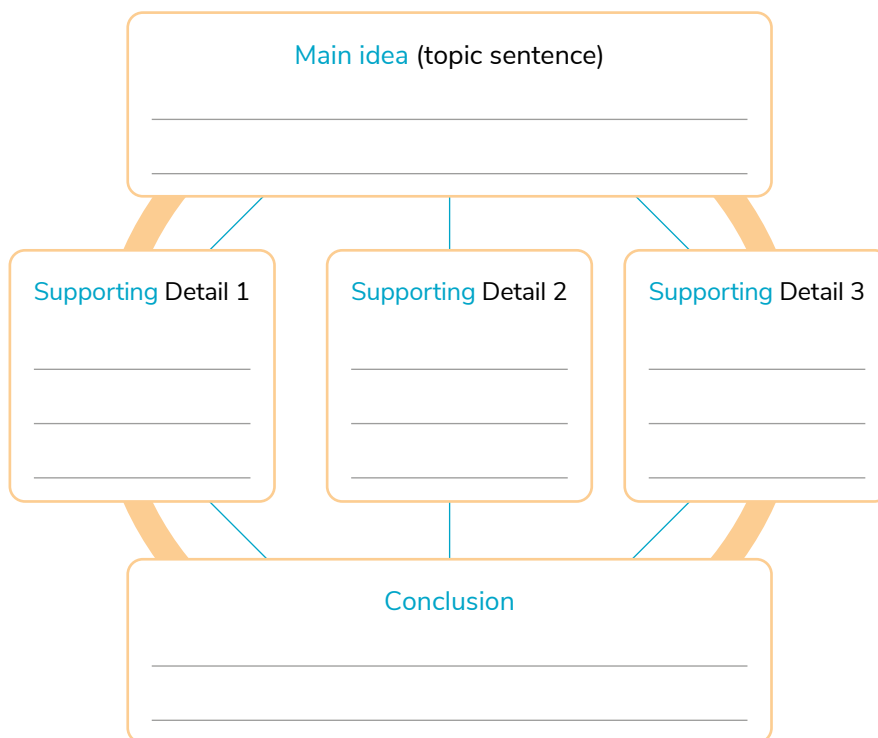 Main idea (topic sentence)
Supporting Detail 1
Supporting Detail 2
Supporting Detail 3
Conclusion